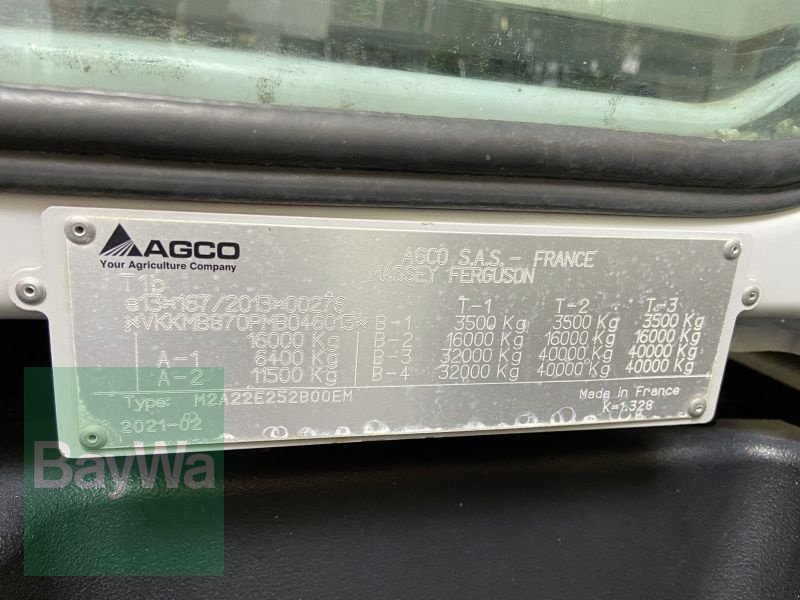 AGCO
Your Agriculture Company
AGCO S.A.S. - FRANCE
MASSEY FERGUSON
T1b
e13*167/2013*00276
*VKKMB870PMB046015*
16000 Kg
A-1 6400 Kg
A-2 11500 Kg
T-1 T-2 T-3
B-1 3500 Kg 3500 Kg 3500 Kg
B-2 16000 Kg 16000 Kg 16000 Kg
B-3 32000 Kg 40000 Kg 40000 Kg
B-4 32000 Kg 40000 Kg 40000 Kg
Type: M2A22E252B00EM
Made in France
2021-02
K=1.328
BayWa